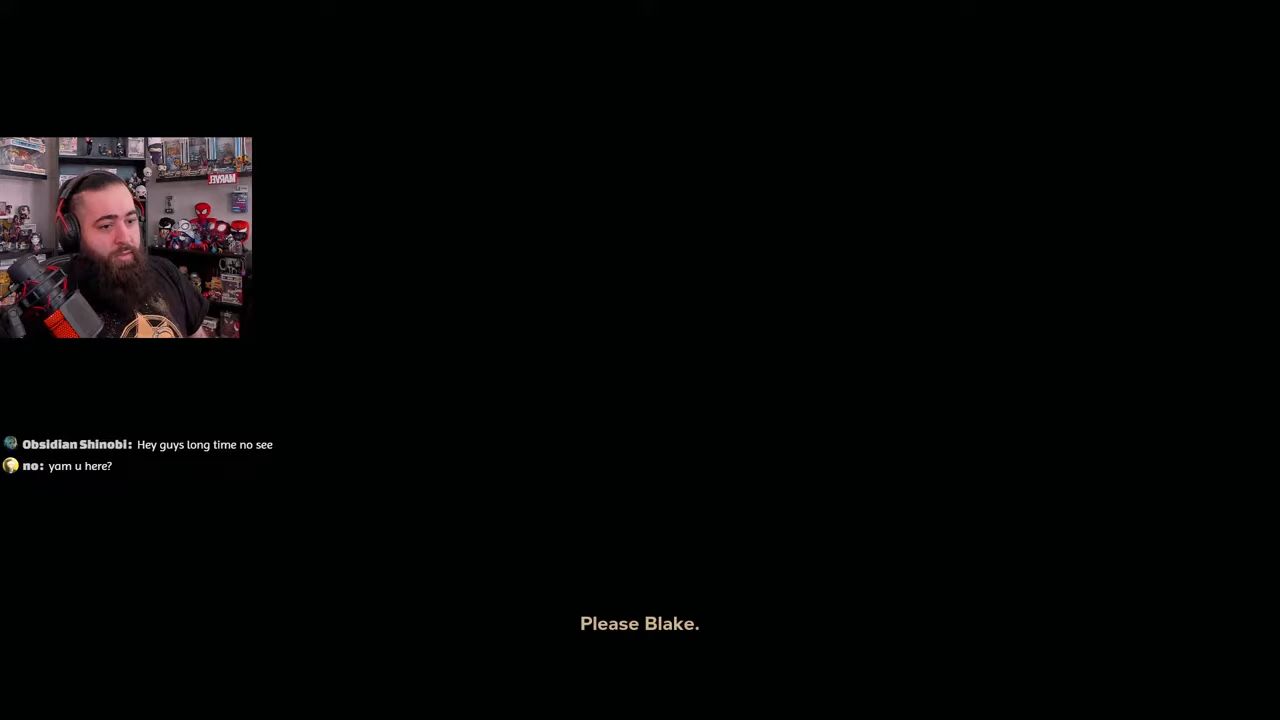 MARVEL
Obsidian Shinobi: Hey guys long time no see
no: yam u here?
Please Blake.